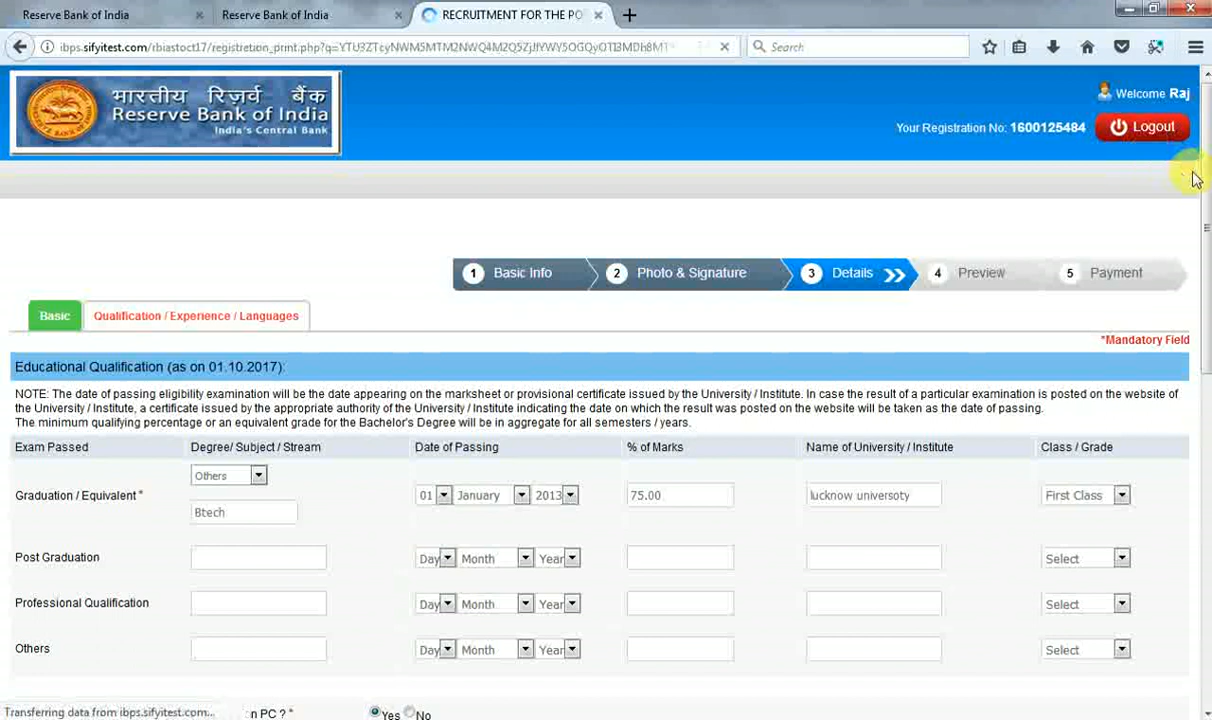 Reserve Bank of India × Reserve Bank of India × RECRUITMENT FOR THE PO × +
ibps.sifyitest.com/rbiastoct17/registration_print.php?q= Search
भारतीय रिज़र्व बैंक
Reserve Bank of India
India's Central Bank
Welcome Raj
Your Registration No: 1600125484 Logout
1 Basic Info 2 Photo & Signature 3 Details 4 Preview 5 Payment
Basic Qualification / Experience / Languages
*Mandatory Field
Educational Qualification (as on 01.10.2017):
NOTE: The date of passing eligibility examination will be the date appearing on the marksheet or provisional certificate issued by the University / Institute. In case the result of a particular examination is posted on the website of
the University / Institute, a certificate issued by the appropriate authority of the University / Institute indicating the date on which the result was posted on the website will be taken as the date of passing.
The minimum qualifying percentage or an equivalent grade for the Bachelor's Degree will be in aggregate for all semesters / years.
Exam Passed Degree/ Subject / Stream Date of Passing % of Marks Name of University / Institute Class / Grade
Others
Graduation / Equivalent * 01 January 2013 75.00 lucknow universoty First Class
Btech
Post Graduation Day Month Year Select
Professional Qualification Day Month Year Select
Others Day Month Year Select
Transferring data from ibps.sifyitest.com... n PC ? * Yes No